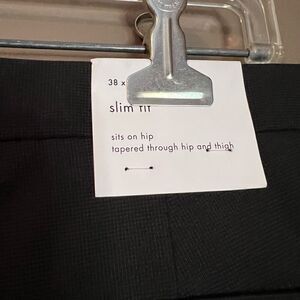 38 x
slim fit
sits on hip
tapered through hip and thigh